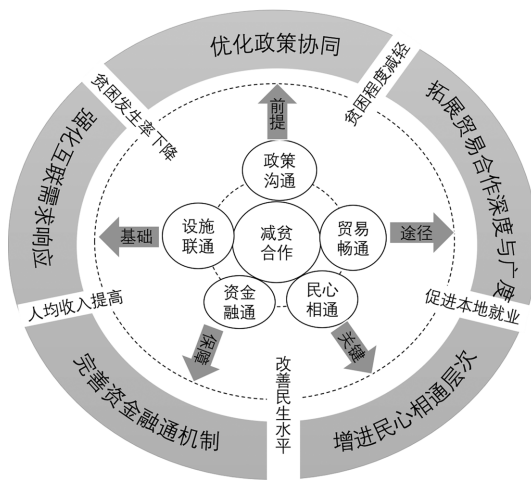 优化政策协同
贫困发生率下降
贫困程度减轻
强化互联需求响应
拓展贸易合作深度与广度
前提
政策
沟通
设施
联通
减贫
合作
贸易
畅通
基础
途径
资金
融通
民心
相通
人均收入提高
促进本地就业
保障
关键
改善民生水平
完善资金融通机制
增进民心相通层次